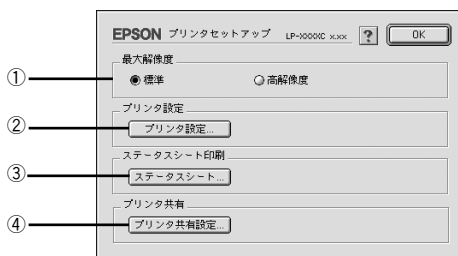 EPSON プリンタセットアップ LP-XXXXC x.xx ? OK
① 最大解像度
標準 高解像度
② プリンタ設定
プリンタ設定...
③ ステータスシート印刷
ステータスシート...
④ プリンタ共有
プリンタ共有設定...